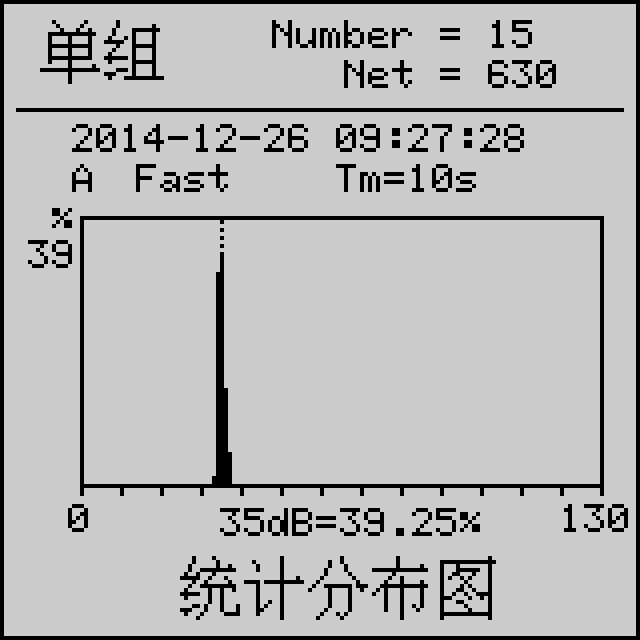 单组
Number = 15
Net = 630
2014-12-26 09:27:28
A Fast Tm=10s
%
39
0 35dB=39.25% 130
统计分布图